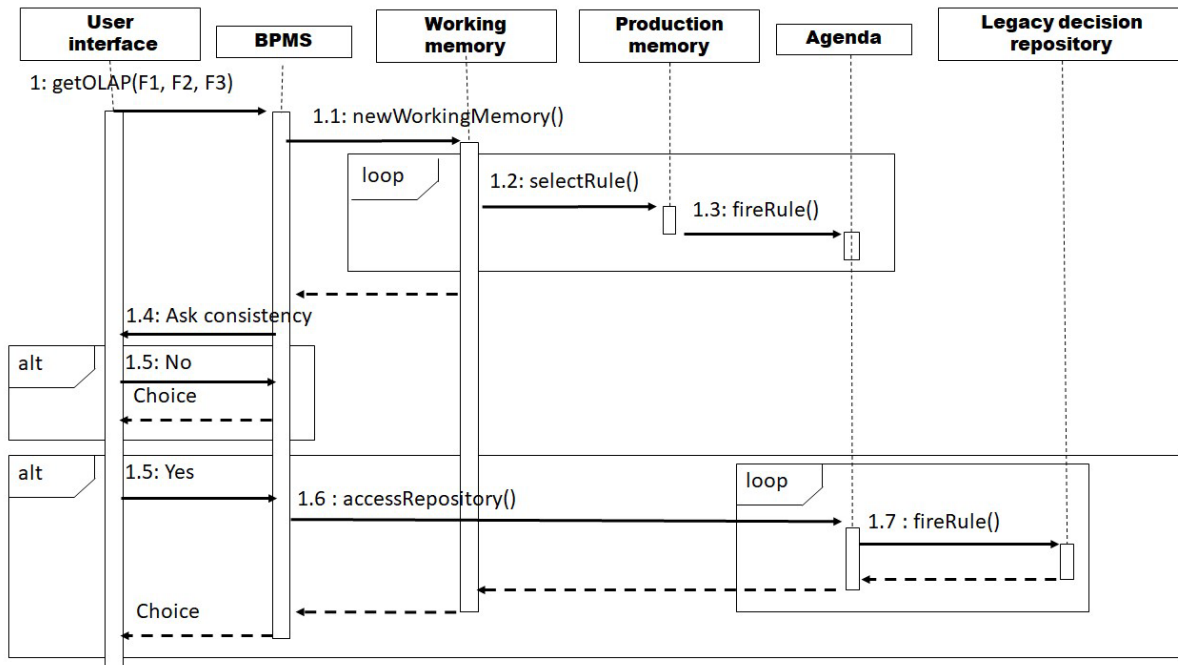 User
interface
BPMS
Working
memory
Production
memory
Agenda
Legacy decision
repository
1: getOLAP(F1, F2, F3)
1.1: newWorkingMemory()
loop
1.2: selectRule()
1.3: fireRule()
1.4: Ask consistency
alt
1.5: No
Choice
alt
1.5: Yes
loop
1.6 : accessRepository()
1.7 : fireRule()
Choice